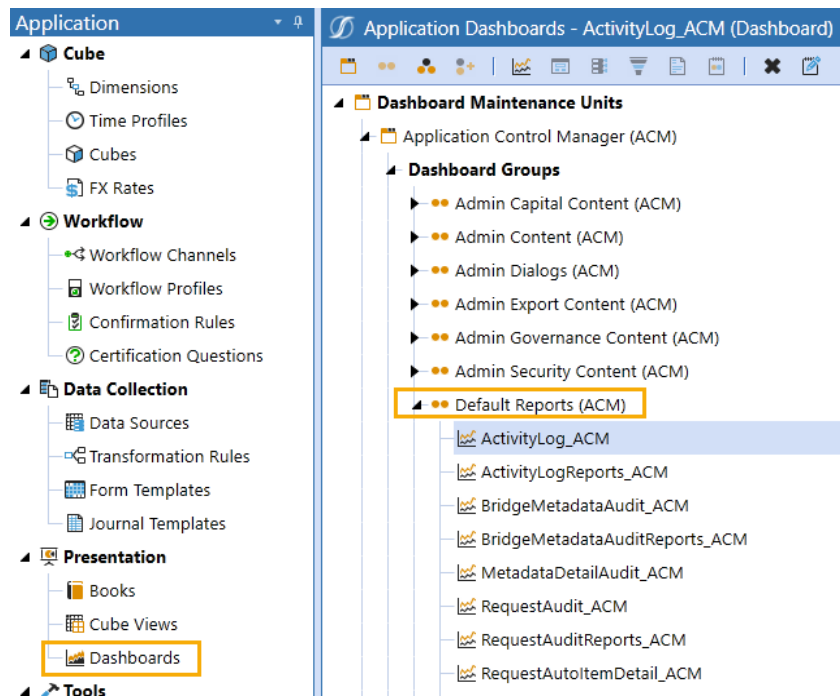 Application
Cube
Dimensions
Time Profiles
Cubes
FX Rates
Workflow
Workflow Channels
Workflow Profiles
Confirmation Rules
Certification Questions
Data Collection
Data Sources
Transformation Rules
Form Templates
Journal Templates
Presentation
Books
Cube Views
Dashboards
Tools
Application Dashboards - ActivityLog_ACM (Dashboard)
Dashboard Maintenance Units
Application Control Manager (ACM)
Dashboard Groups
Admin Capital Content (ACM)
Admin Content (ACM)
Admin Dialogs (ACM)
Admin Export Content (ACM)
Admin Governance Content (ACM)
Admin Security Content (ACM)
Default Reports (ACM)
ActivityLog_ACM
ActivityLogReports_ACM
BridgeMetadataAudit_ACM
BridgeMetadataAuditReports_ACM
MetadataDetailAudit_ACM
RequestAudit_ACM
RequestAuditReports_ACM
RequestAutoItemDetail_ACM